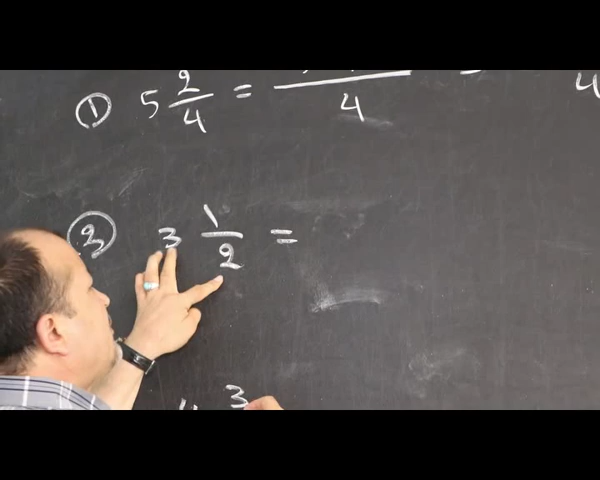 ① 5 2/4 = /4
② 3 1/2 =
3